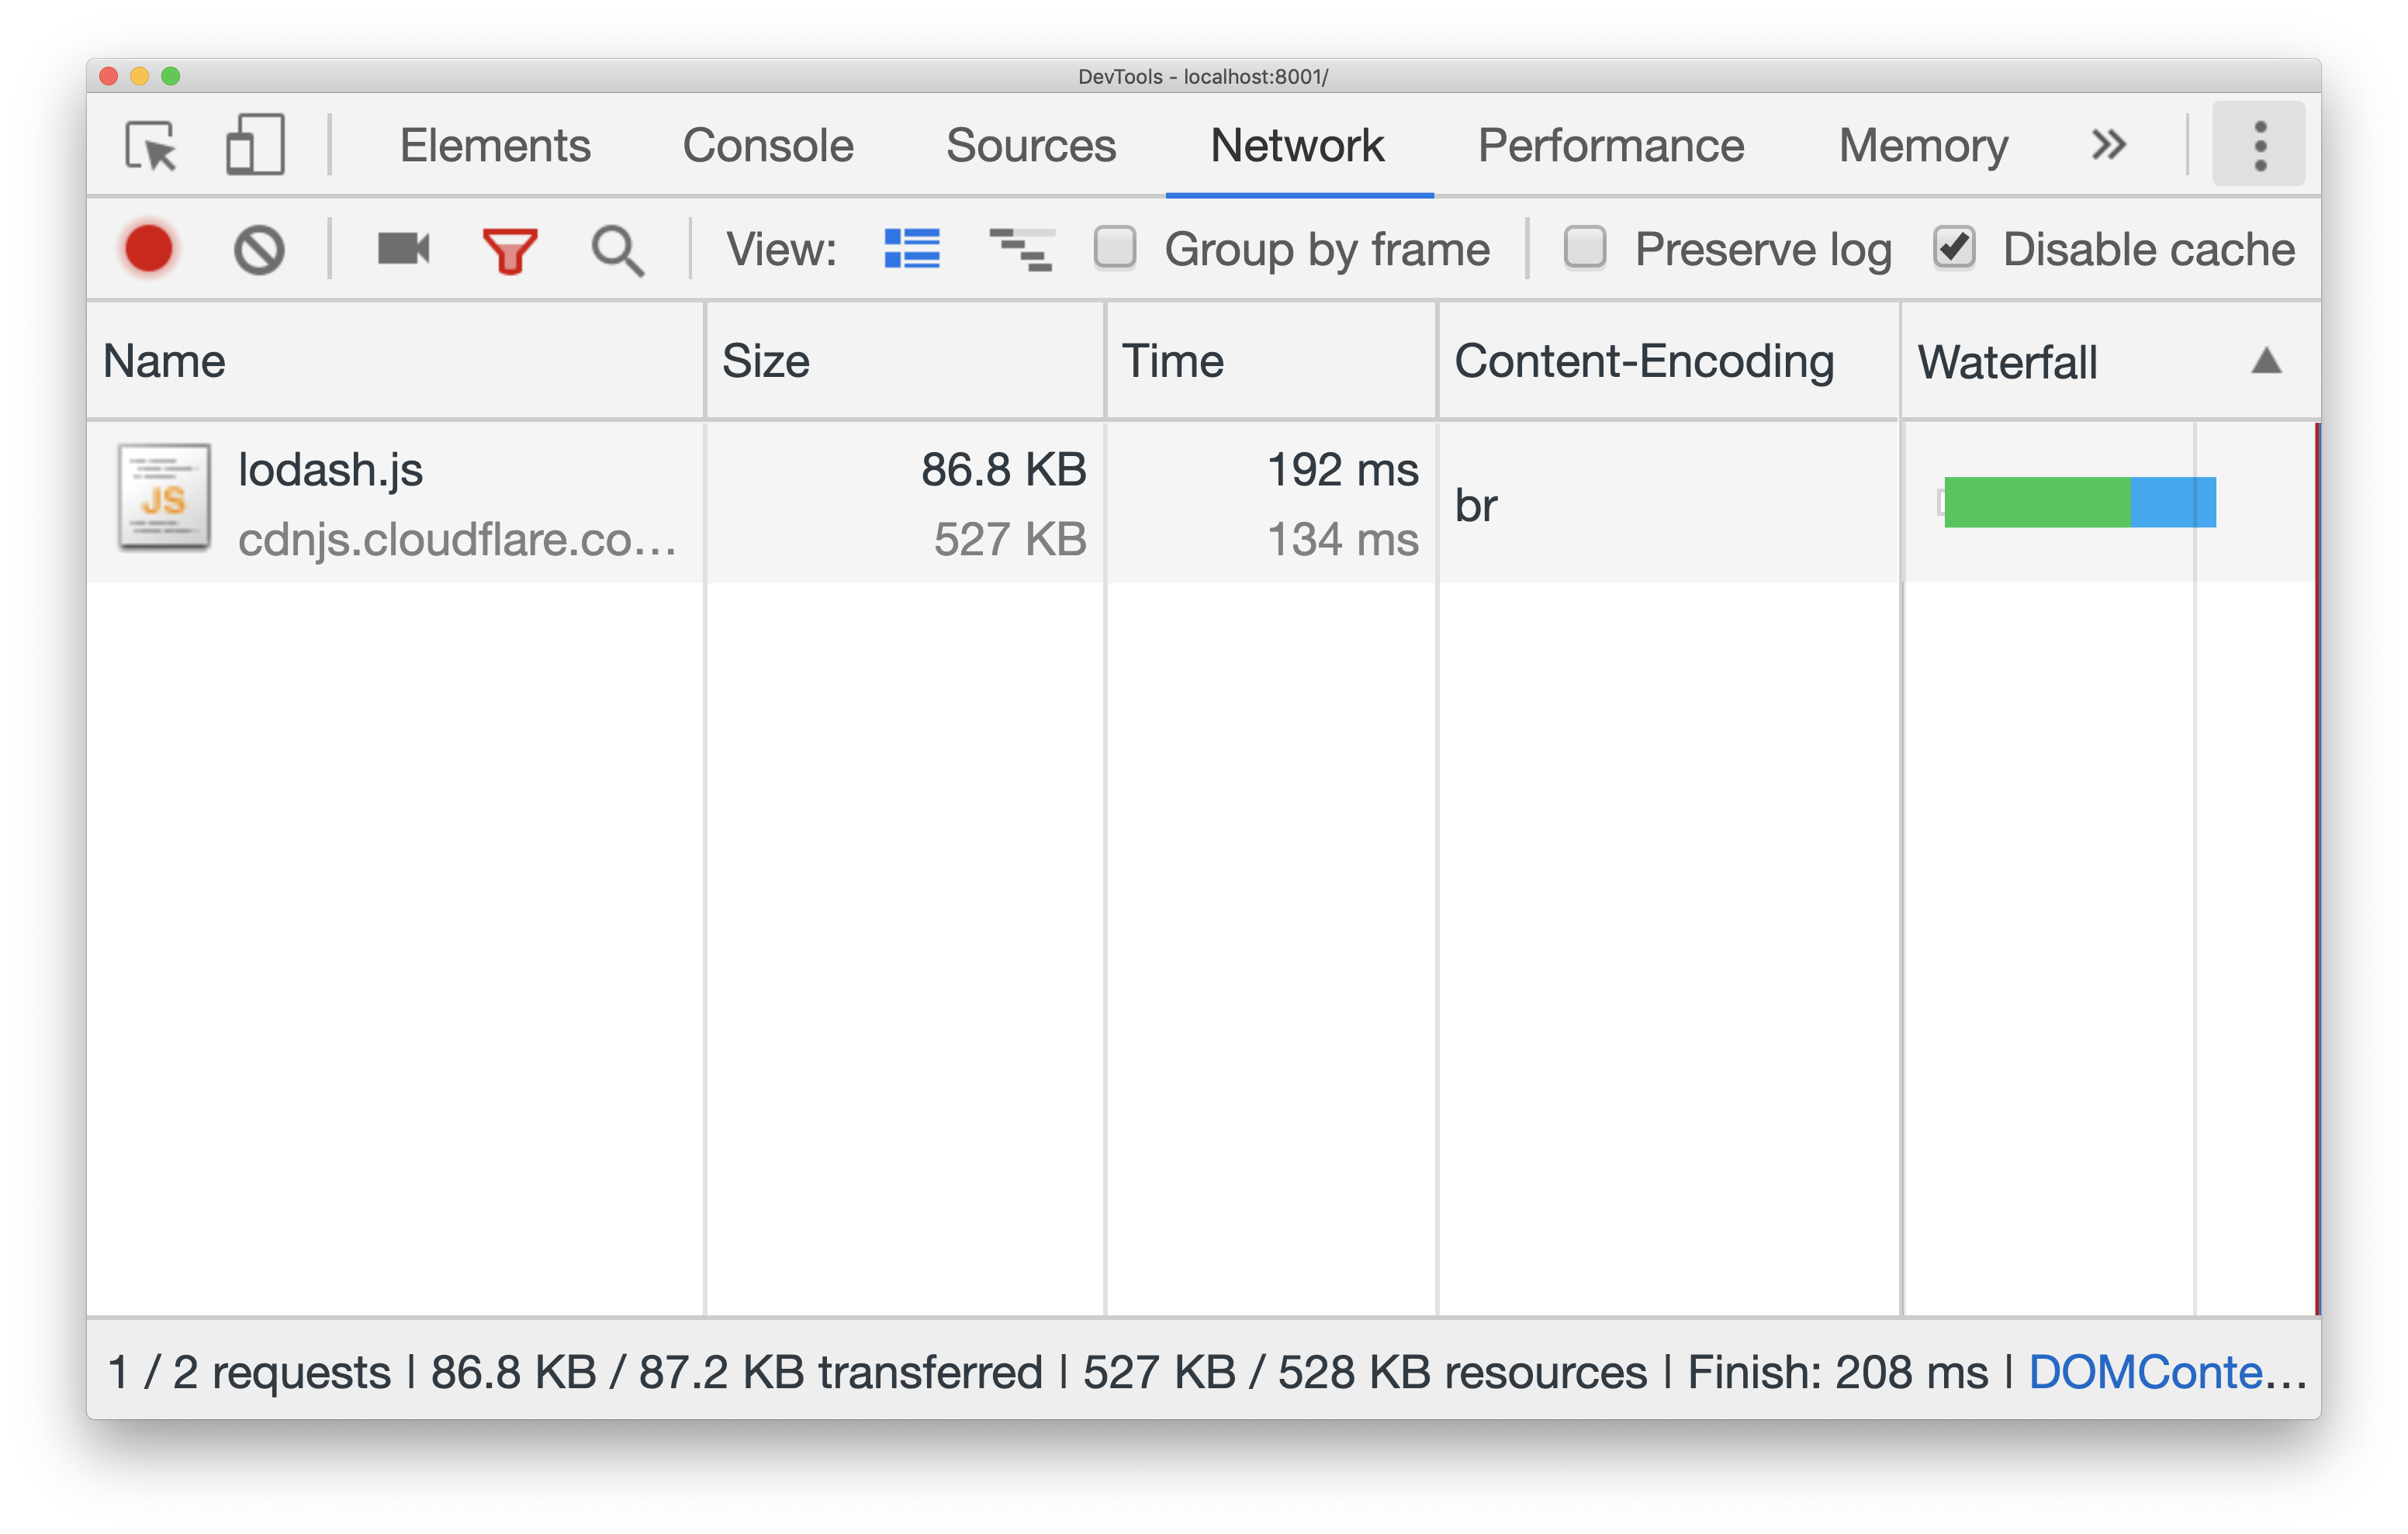 DevTools - localhost:8001/
Elements Console Sources Network Performance Memory
View: Group by frame Preserve log Disable cache
Name Size Time Content-Encoding Waterfall
JS
lodash.js 86.8 KB 192 ms
br
cdnjs.cloudflare.co... 527 KB 134 ms
1 / 2 requests | 86.8 KB / 87.2 KB transferred | 527 KB / 528 KB resources | Finish: 208 ms | DOMConte...